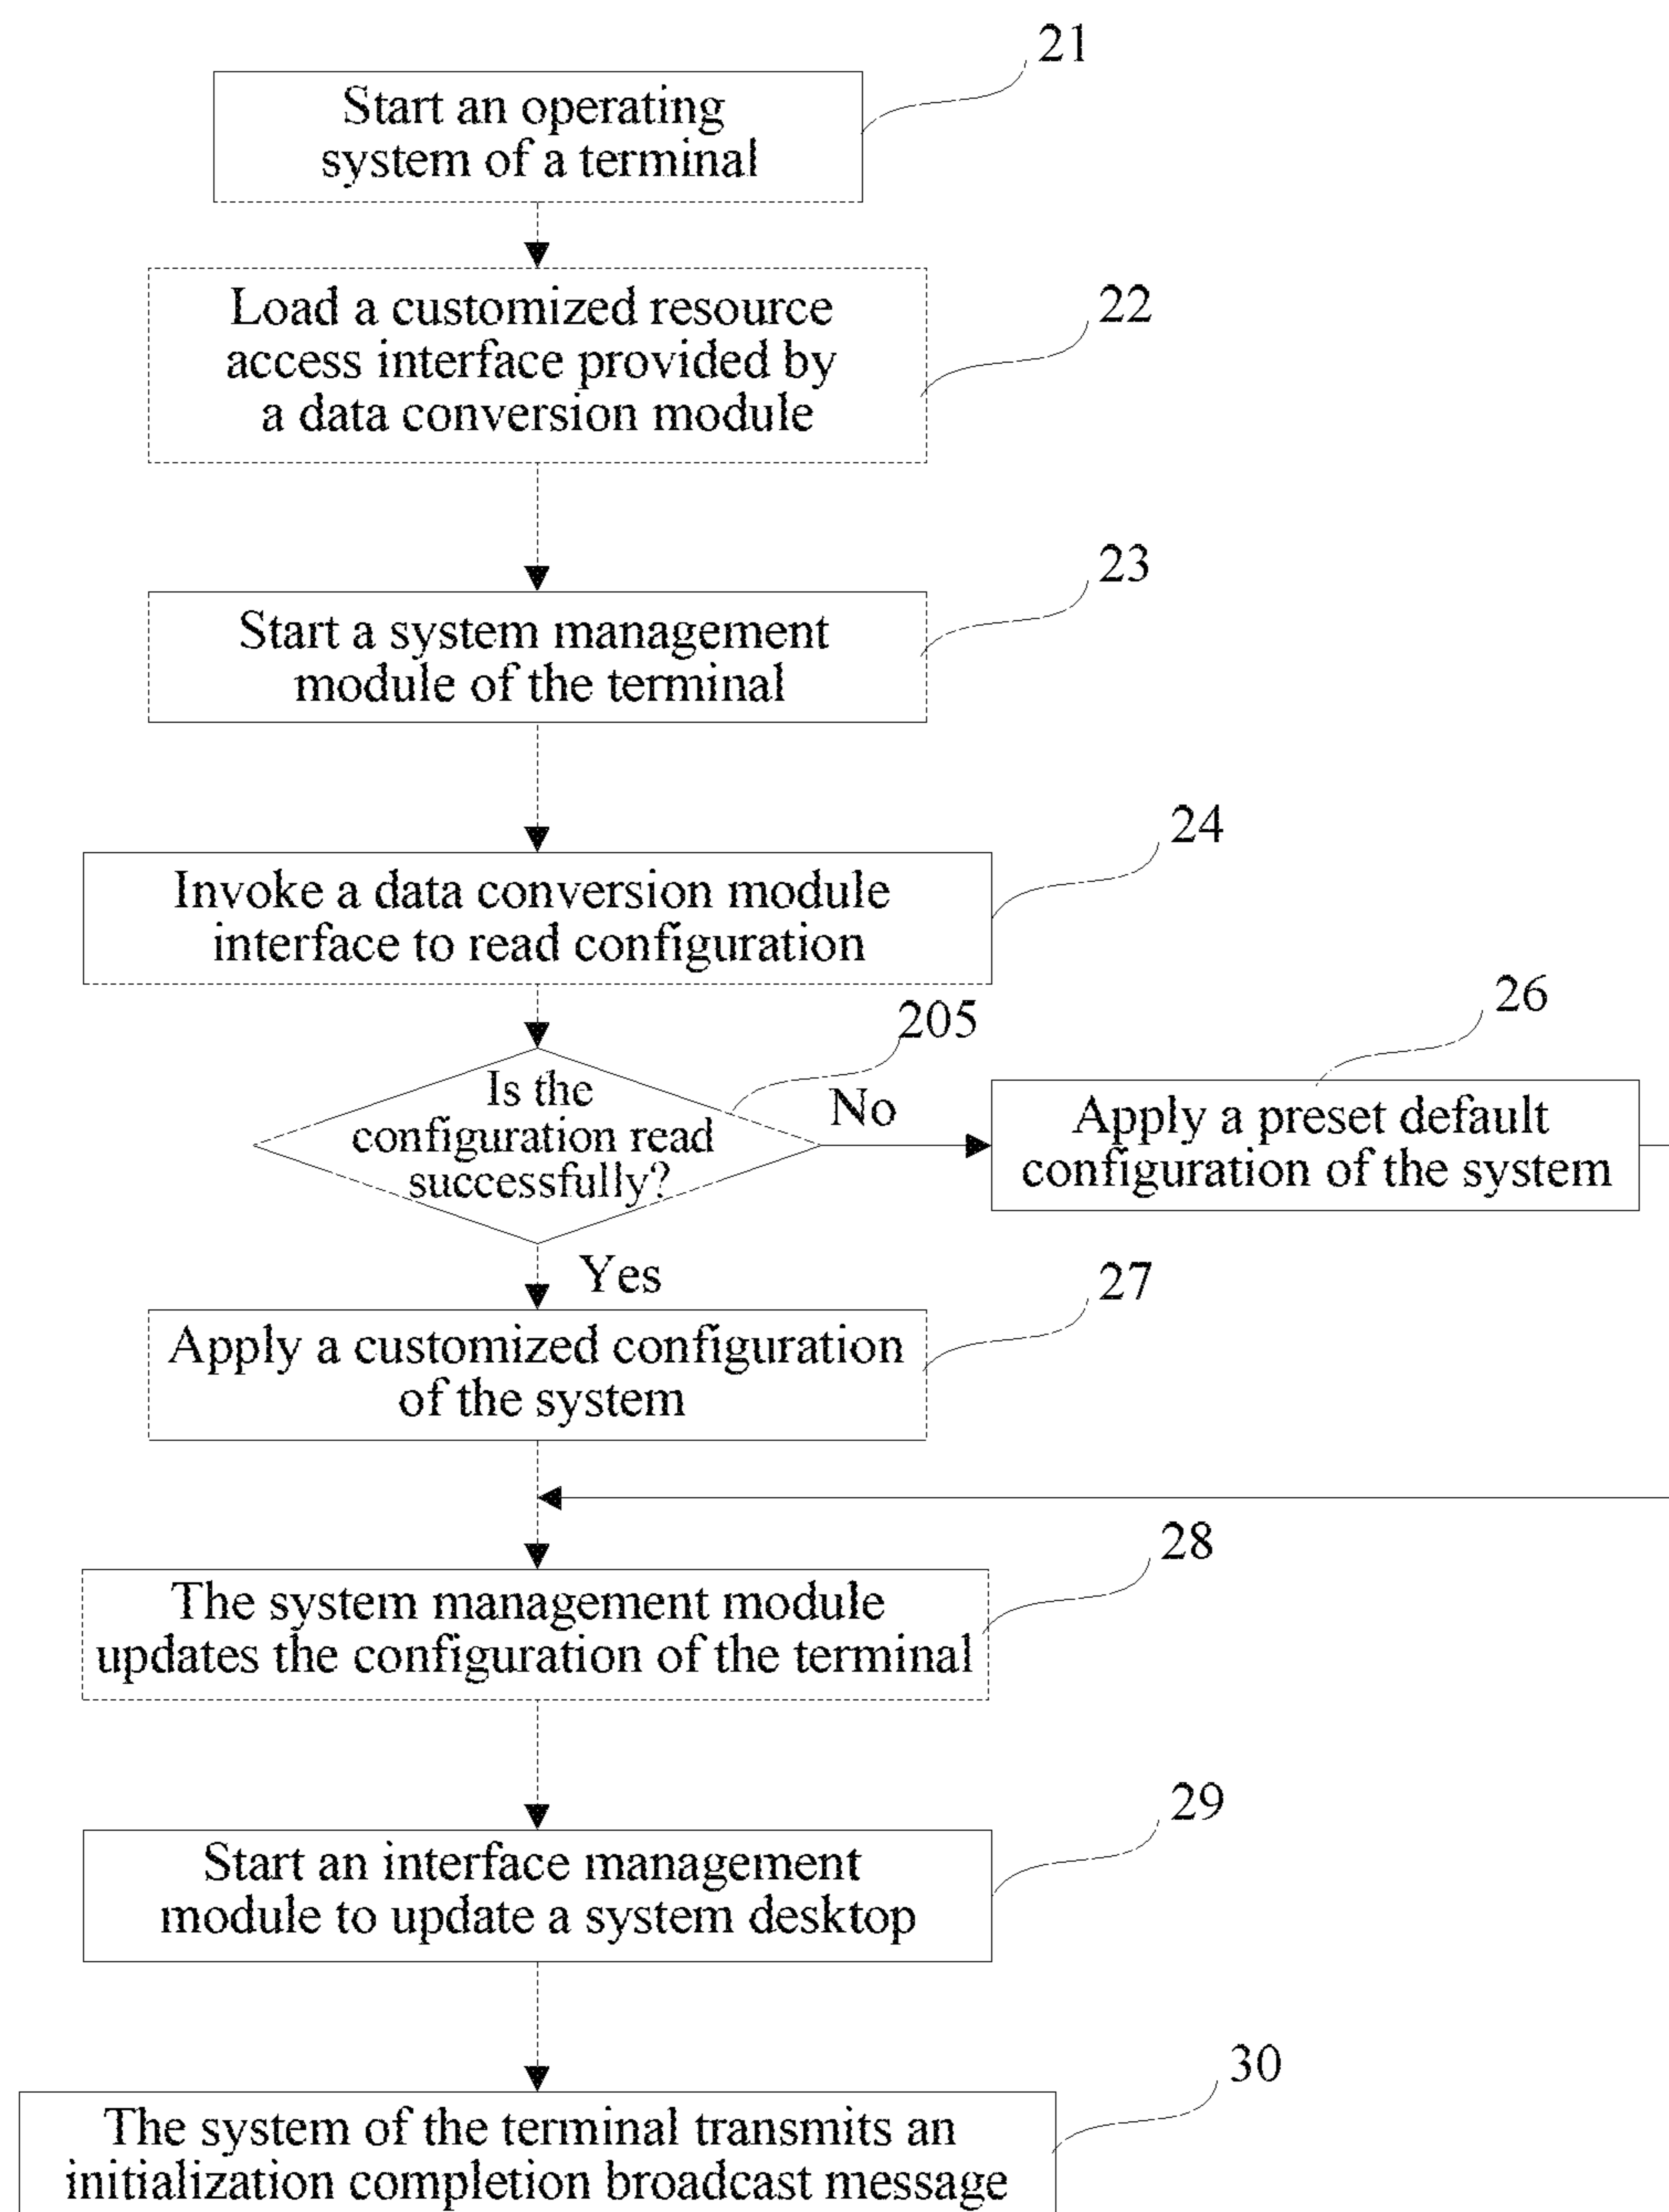 21
Start an operating
system of a terminal
22
Load a customized resource
access interface provided by
a data conversion module
23
Start a system management
module of the terminal
24
Invoke a data conversion module
interface to read configuration
205
Is the
configuration read
successfully?
No
26
Apply a preset default
configuration of the system
Yes
27
Apply a customized configuration
of the system
28
The system management module
updates the configuration of the terminal
29
Start an interface management
module to update a system desktop
30
The system of the terminal transmits an
initialization completion broadcast message